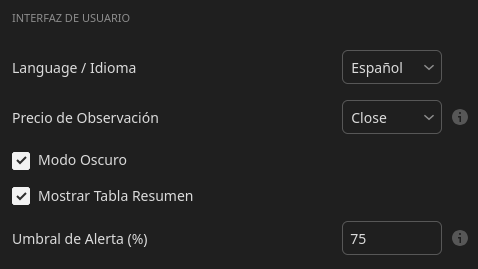 INTERFAZ DE USUARIO
Language / Idioma Español
Precio de Observación Close
Modo Oscuro
Mostrar Tabla Resumen
Umbral de Alerta (%) 75